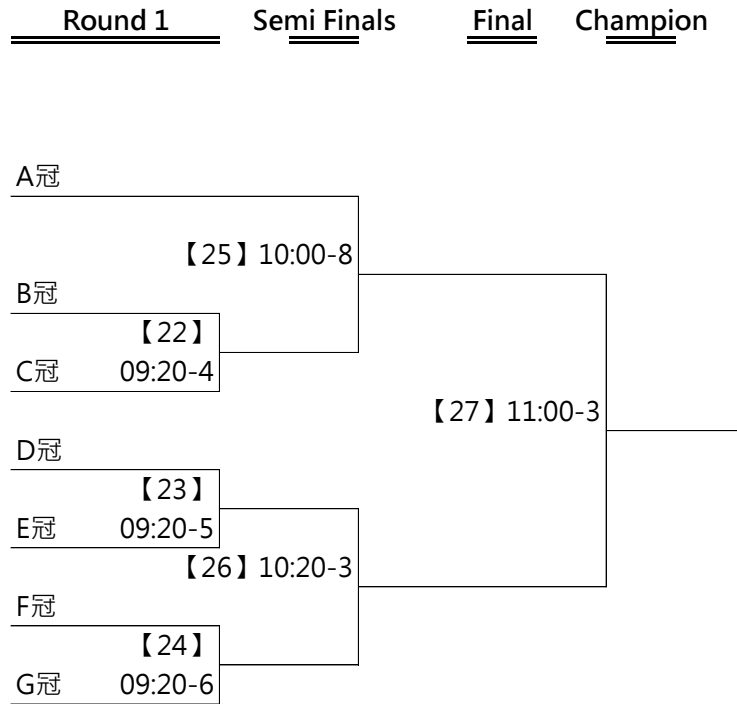 Round 1 Semi Finals Final Champion
A冠
【25】10:00-8
B冠
【22】
C冠 09:20-4
【27】11:00-3
D冠
【23】
E冠 09:20-5
【26】10:20-3
F冠
【24】
G冠 09:20-6